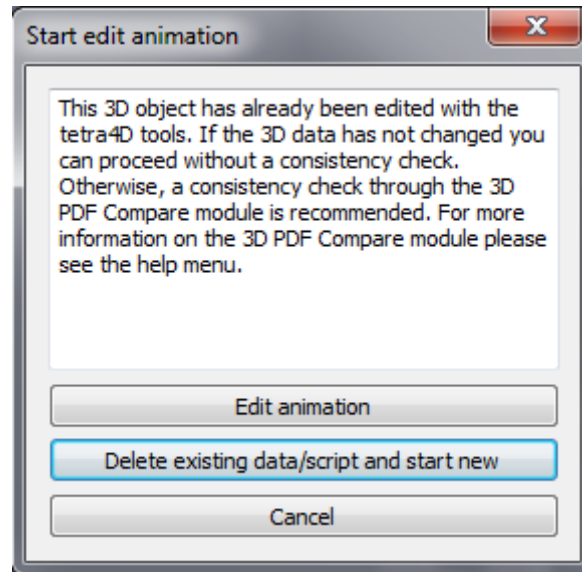 Start edit animation
This 3D object has already been edited with the
tetra4D tools. If the 3D data has not changed you
can proceed without a consistency check.
Otherwise, a consistency check through the 3D
PDF Compare module is recommended. For more
information on the 3D PDF Compare module please
see the help menu.
Edit animation
Delete existing data/script and start new
Cancel